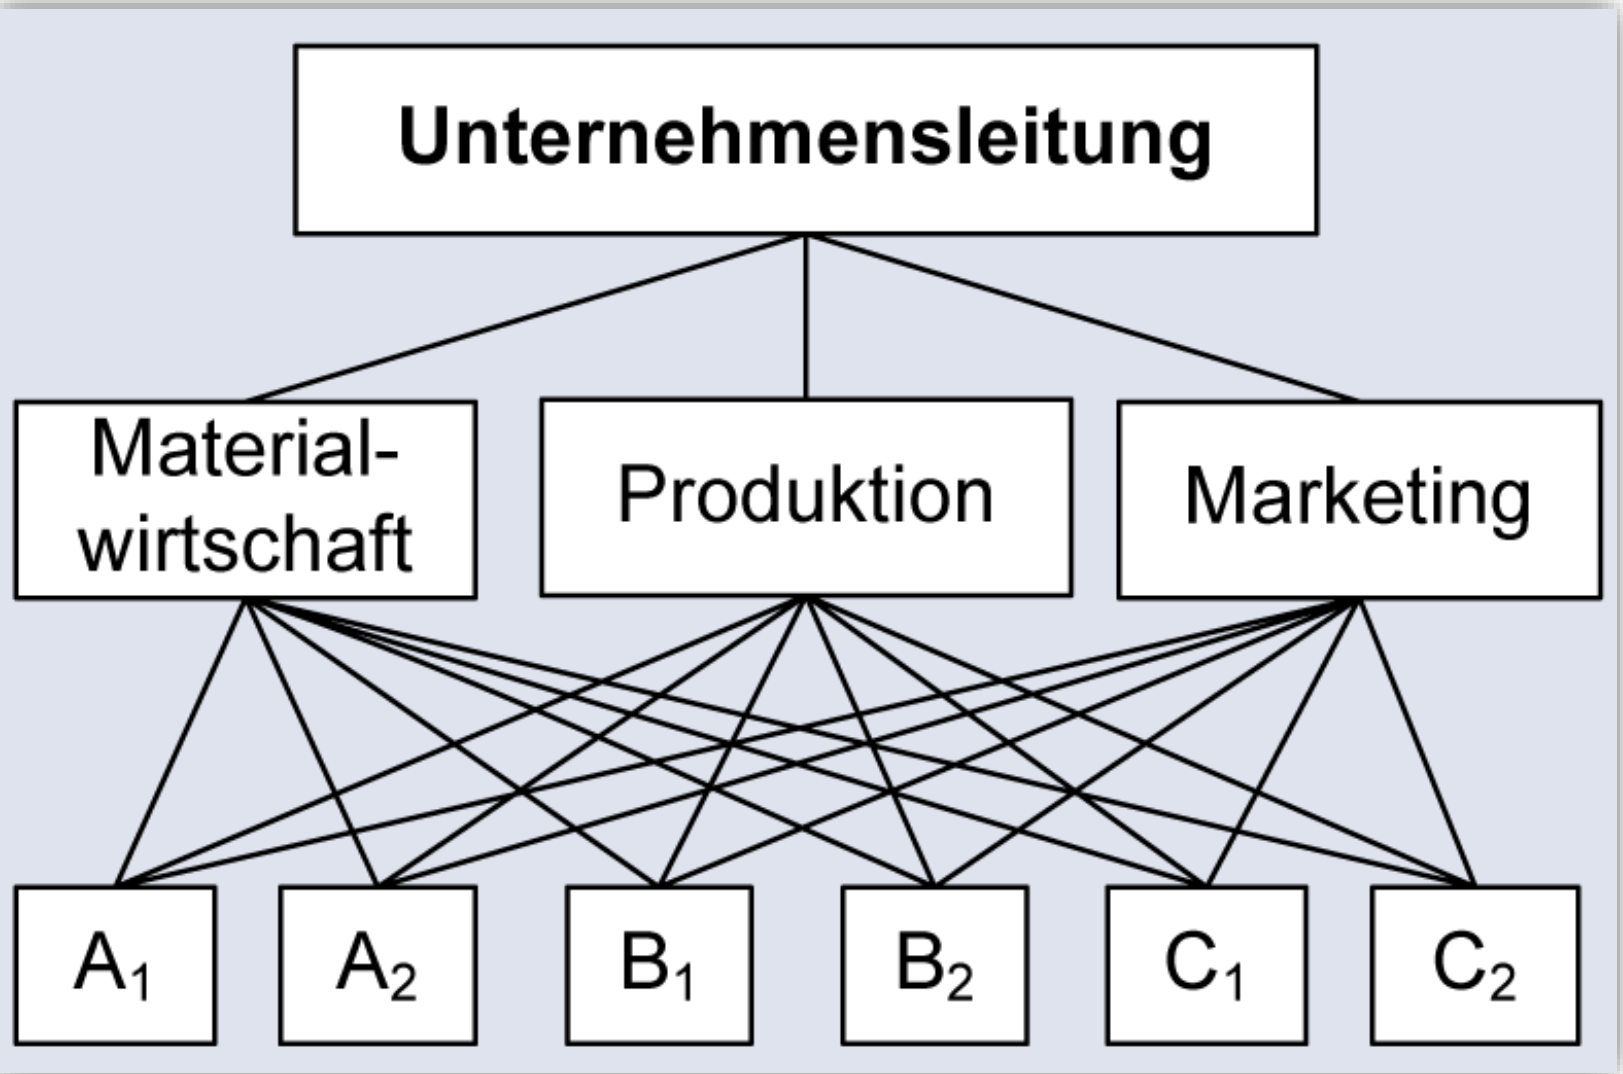 Unternehmensleitung
Material-
wirtschaft
Produktion
Marketing
A₁
A₂
B₁
B₂
C₁
C₂